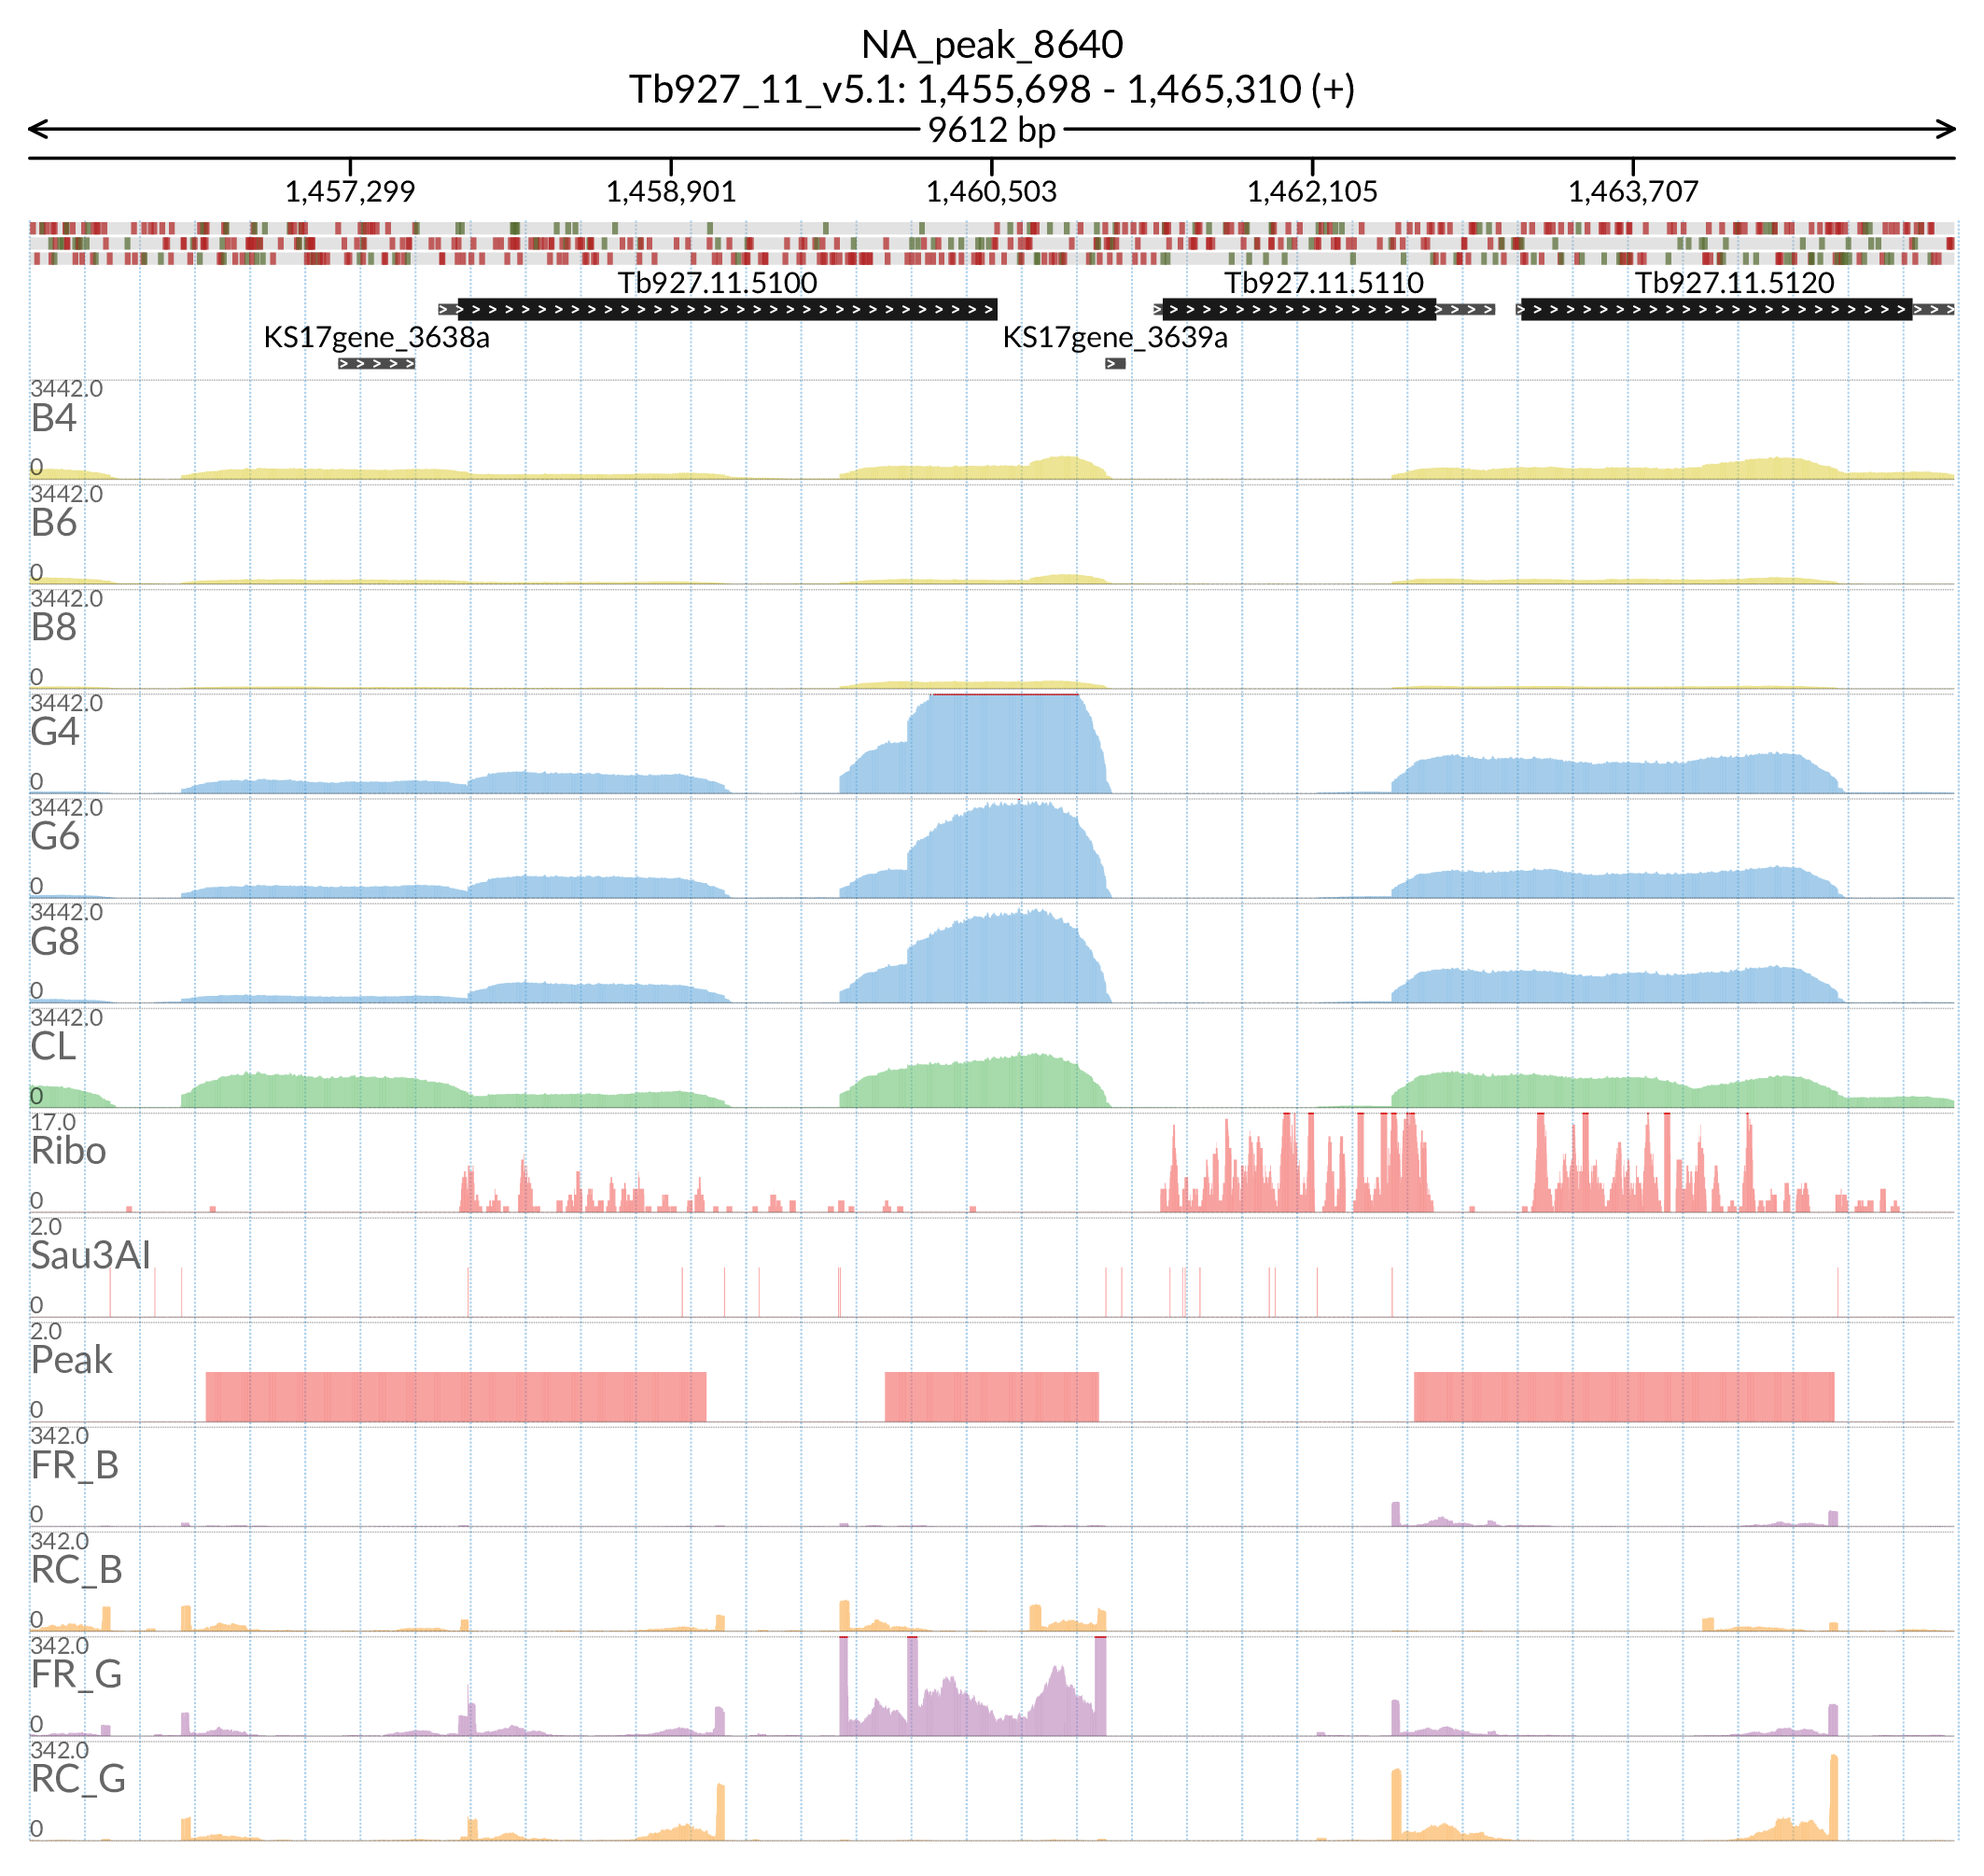 NA_peak_8640
Tb927_11_v5.1: 1,455,698 - 1,465,310 (+)
9612 bp
1,457,299 1,458,901 1,460,503 1,462,105 1,463,707
Tb927.11.5100 Tb927.11.5110 Tb927.11.5120
KS17gene_3638a KS17gene_3639a
3442.0
B4
0
3442.0
B6
0
3442.0
B8
0
3442.0
G4
0
3442.0
G6
0
3442.0
G8
0
3442.0
CL
0
17.0
Ribo
0
2.0
Sau3AI
0
2.0
Peak
0
342.0
FR_B
0
342.0
RC_B
0
342.0
FR_G
0
342.0
RC_G
0